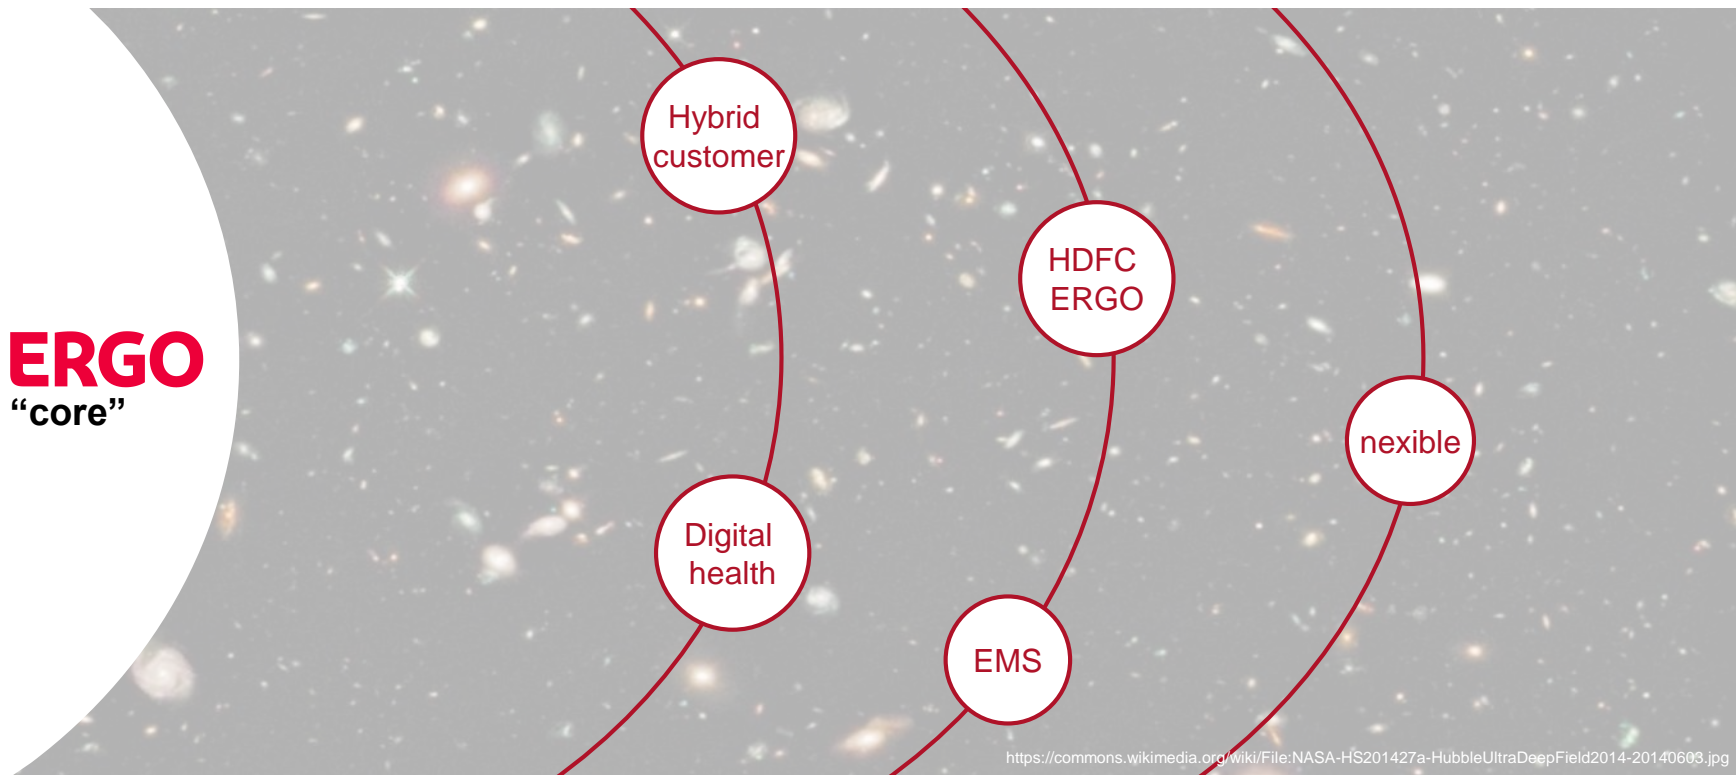 Hybrid
customer
HDFC
ERGO
ERGO
“core”
nexible
Digital
health
EMS
https://commons.wikimedia.org/wiki/File:NASA-HS201427a-HubbleUltraDeepField2014-20140603.jpg